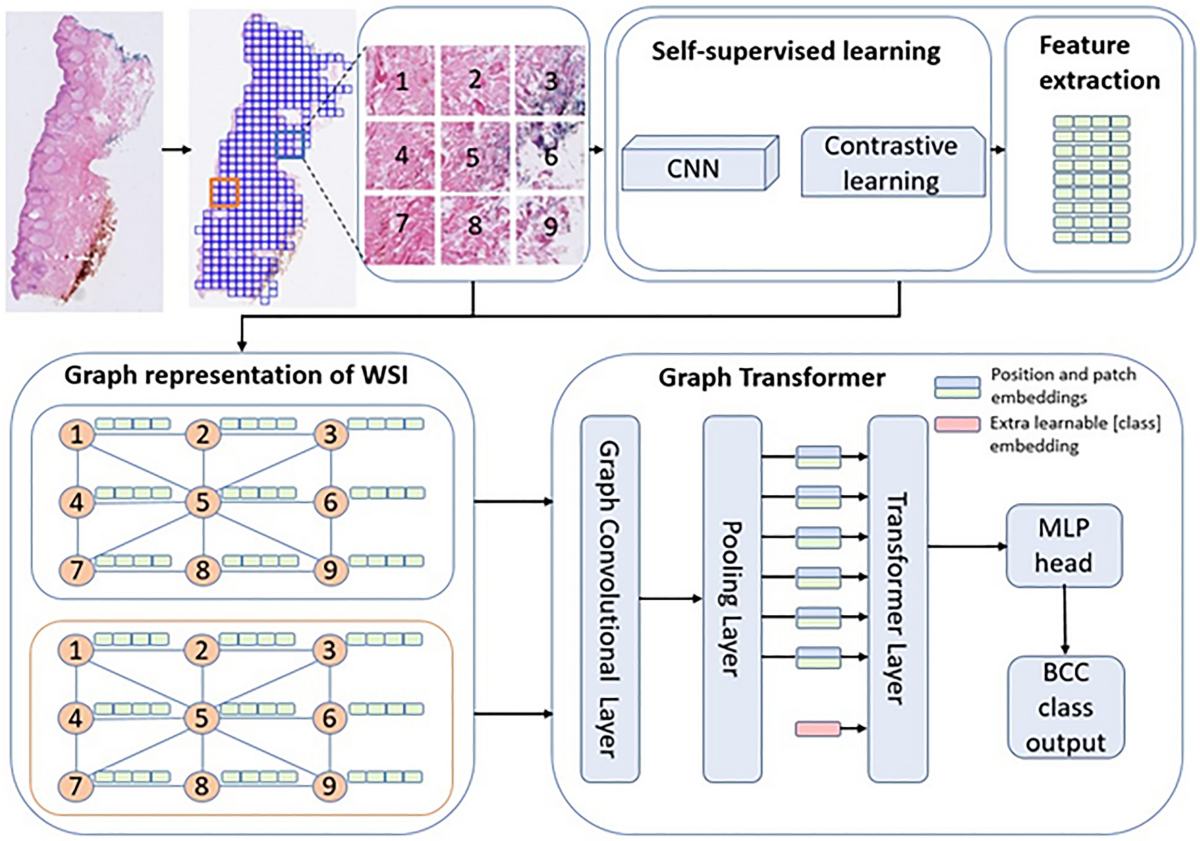 1 2 3
4 5 6
7 8 9
Self-supervised learning
CNN
Contrastive
learning
Feature
extraction
Graph representation of WSI
1 2 3
4 5 6
7 8 9
1 2 3
4 5 6
7 8 9
Graph Transformer
Position and patch
embeddings
Extra learnable [class]
embedding
Graph Convolutional Layer
Pooling Layer
Transformer Layer
MLP
head
BCC
class
output